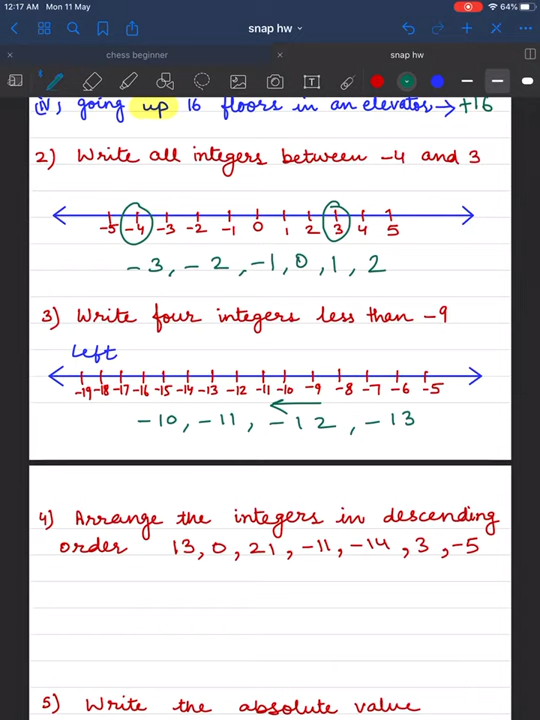 12:17 AM Mon 11 May
64%
snap hw
chess beginner
snap hw
(iv) going up 16 floors in an elevator → +16
2) Write all integers between -4 and 3
-5 -4 -3 -2 -1 0 1 2 3 4 5
-3, -2, -1, 0, 1, 2
3) Write four integers less than -9
Left
-19 -18 -17 -16 -15 -14 -13 -12 -11 -10 -9 -8 -7 -6 -5
-10, -11, -12, -13
4) Arrange the integers in descending
order 13, 0, 21, -11, -14, 3, -5
5) Write the absolute value